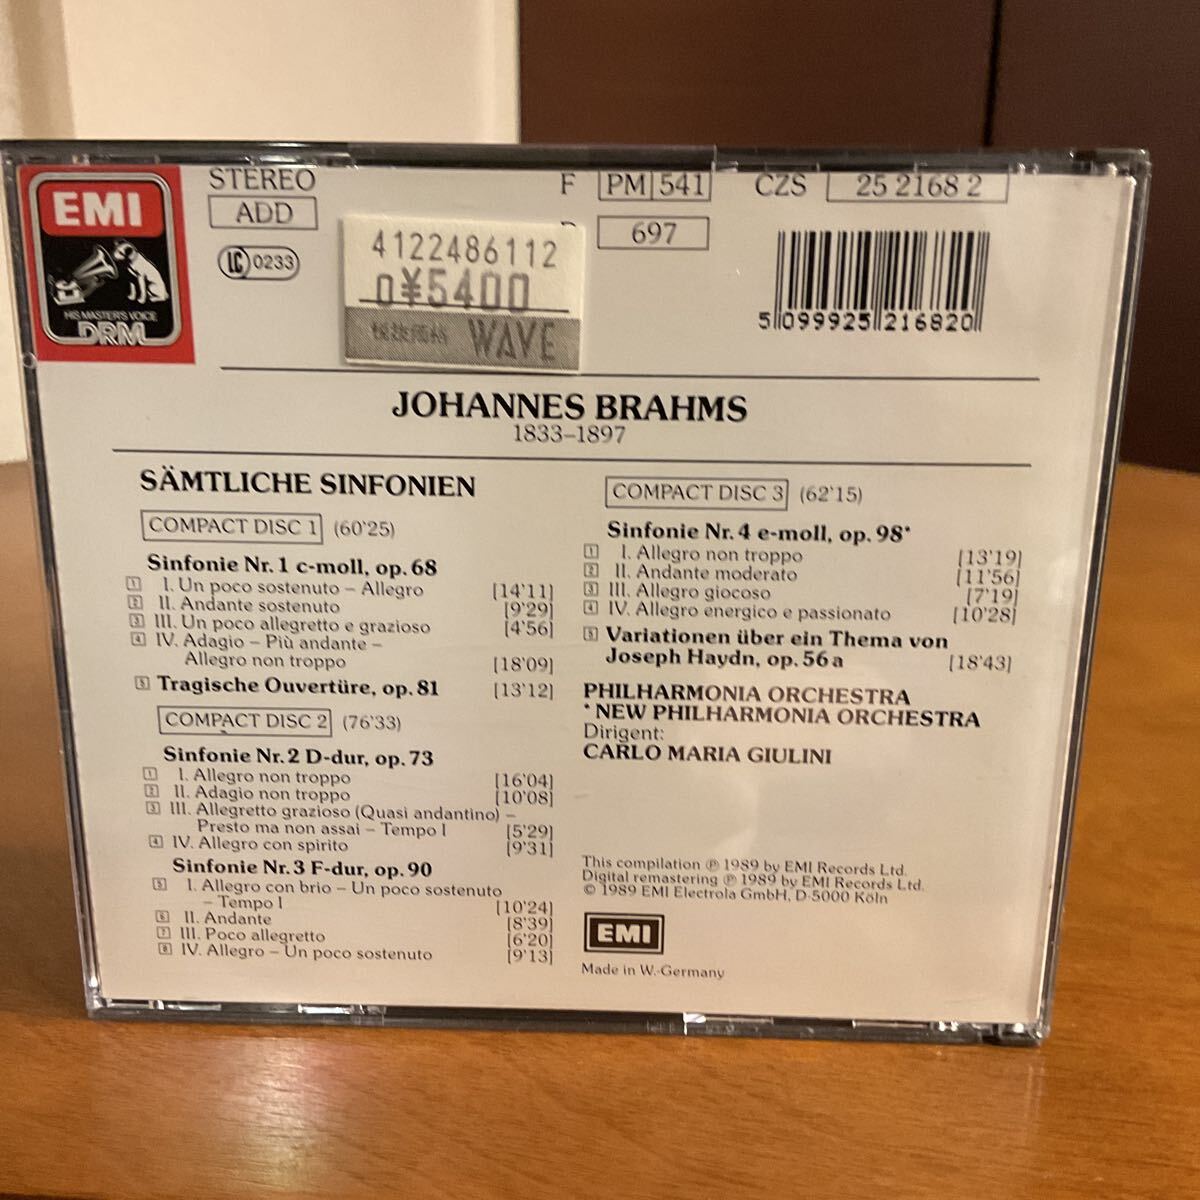 EMI
HIS MASTER'S VOICE
DRM
STEREO
ADD
LC 0233
F PM 541
697
CZS 25 2168 2
4122486112
0¥5400
税抜価格 WAVE
5 099925 216820
JOHANNES BRAHMS
1833–1897
SÄMTLICHE SINFONIEN
COMPACT DISC 1 (60'25)
Sinfonie Nr. 1 c-moll, op. 68
1 I. Un poco sostenuto – Allegro [14'11]
2 II. Andante sostenuto [9'29]
3 III. Un poco allegretto e grazioso [4'56]
4 IV. Adagio – Più andante –
Allegro non troppo [18'09]
5 Tragische Ouvertüre, op. 81 [13'12]
COMPACT DISC 2 (76'33)
Sinfonie Nr. 2 D-dur, op. 73
1 I. Allegro non troppo [16'04]
2 II. Adagio non troppo [10'08]
3 III. Allegretto grazioso (Quasi andantino) –
Presto ma non assai – Tempo I [5'29]
4 IV. Allegro con spirito [9'31]
Sinfonie Nr. 3 F-dur, op. 90
5 I. Allegro con brio – Un poco sostenuto
– Tempo I [10'24]
6 II. Andante [8'39]
7 III. Poco allegretto [6'20]
8 IV. Allegro – Un poco sostenuto [9'13]
COMPACT DISC 3 (62'15)
Sinfonie Nr. 4 e-moll, op. 98*
1 I. Allegro non troppo [13'19]
2 II. Andante moderato [11'56]
3 III. Allegro giocoso [7'19]
4 IV. Allegro energico e passionato [10'28]
5 Variationen über ein Thema von
Joseph Haydn, op. 56 a [18'43]
PHILHARMONIA ORCHESTRA
*NEW PHILHARMONIA ORCHESTRA
Dirigent:
CARLO MARIA GIULINI
This compilation ℗ 1989 by EMI Records Ltd.
Digital remastering ℗ 1989 by EMI Records Ltd.
© 1989 EMI Electrola GmbH, D-5000 Köln
EMI
Made in W.-Germany